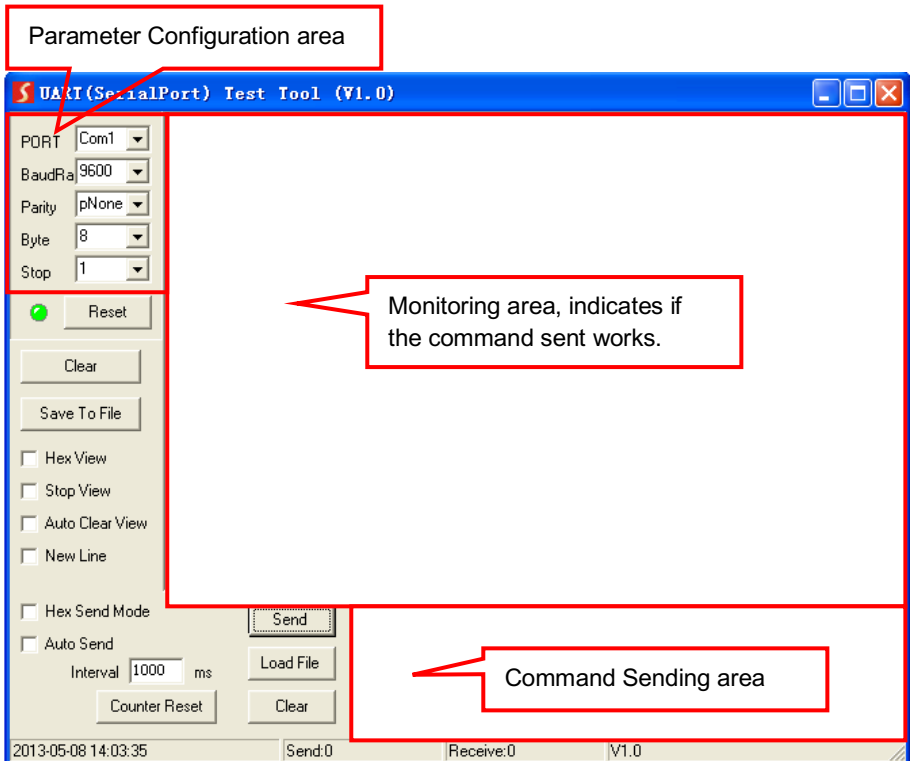 Parameter Configuration area
UART(SerialPort) Test Tool (V1.0)
PORT Com1
BaudRa 9600
Parity pNone
Byte 8
Stop 1
Reset
Monitoring area, indicates if
the command sent works.
Clear
Save To File
Hex View
Stop View
Auto Clear View
New Line
Hex Send Mode
Send
Auto Send
Interval 1000 ms
Load File
Command Sending area
Counter Reset
Clear
2013-05-08 14:03:35 Send:0 Receive:0 V1.0